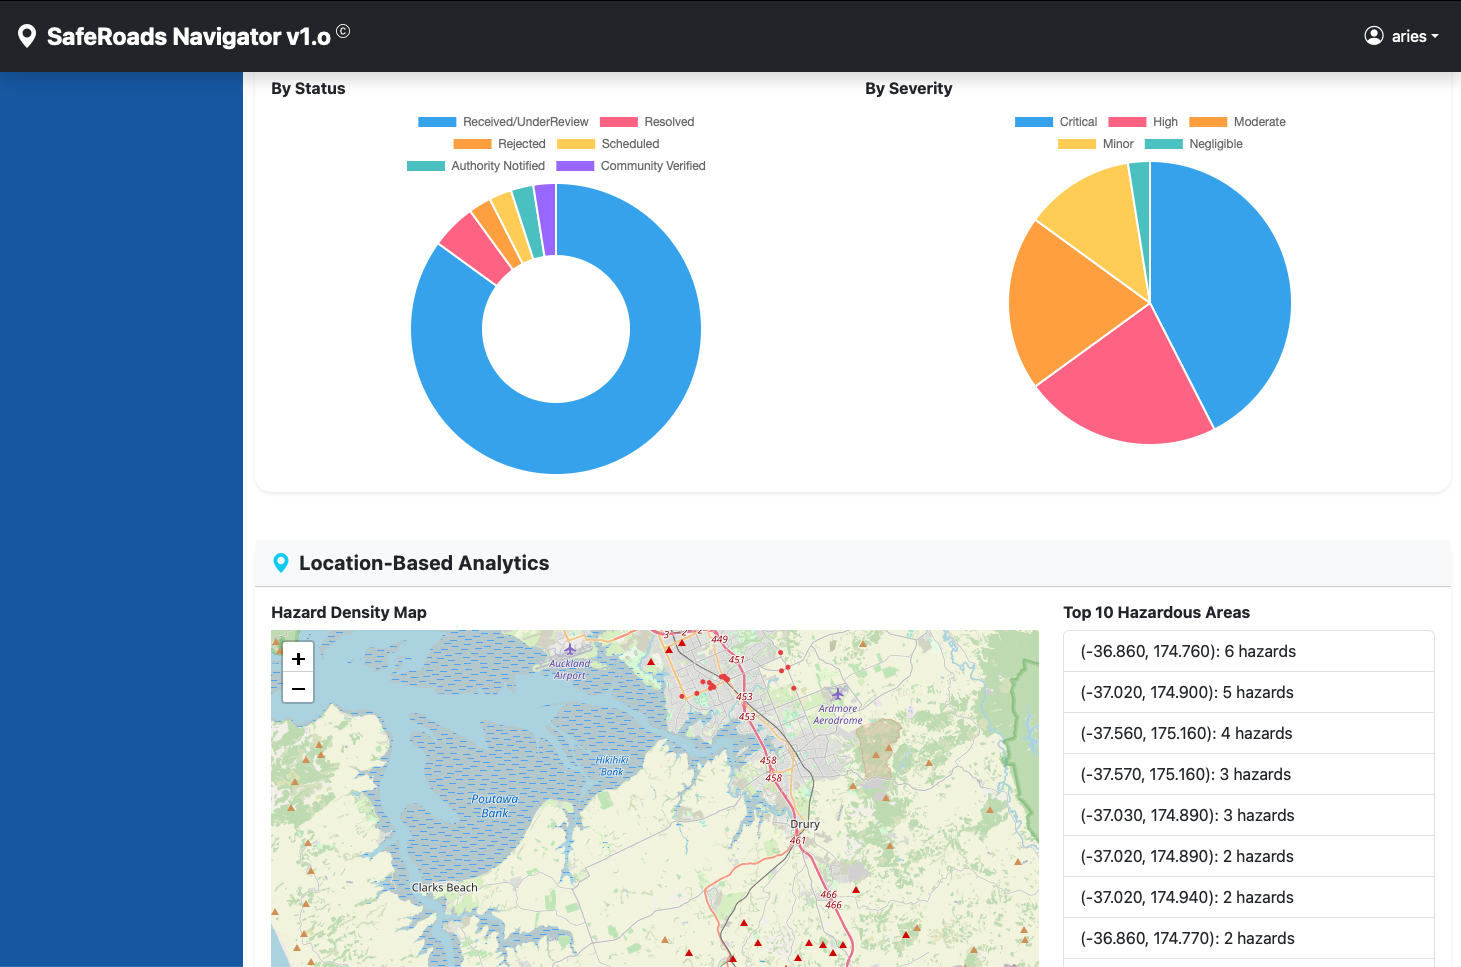 SafeRoads Navigator v1.o ©
aries
By Status
Received/UnderReview Resolved
Rejected Scheduled
Authority Notified Community Verified
By Severity
Critical High Moderate
Minor Negligible
Location-Based Analytics
Hazard Density Map
+
−
Auckland
Airport
449
451
453
453
Ardmore
Aerodrome
Hikihiki
Bank
458
458
Poutawa
Bank
Drury
461
Clarks Beach
466
466
Top 10 Hazardous Areas
(-36.860, 174.760): 6 hazards
(-37.020, 174.900): 5 hazards
(-37.560, 175.160): 4 hazards
(-37.570, 175.160): 3 hazards
(-37.030, 174.890): 3 hazards
(-37.020, 174.890): 2 hazards
(-37.020, 174.940): 2 hazards
(-36.860, 174.770): 2 hazards